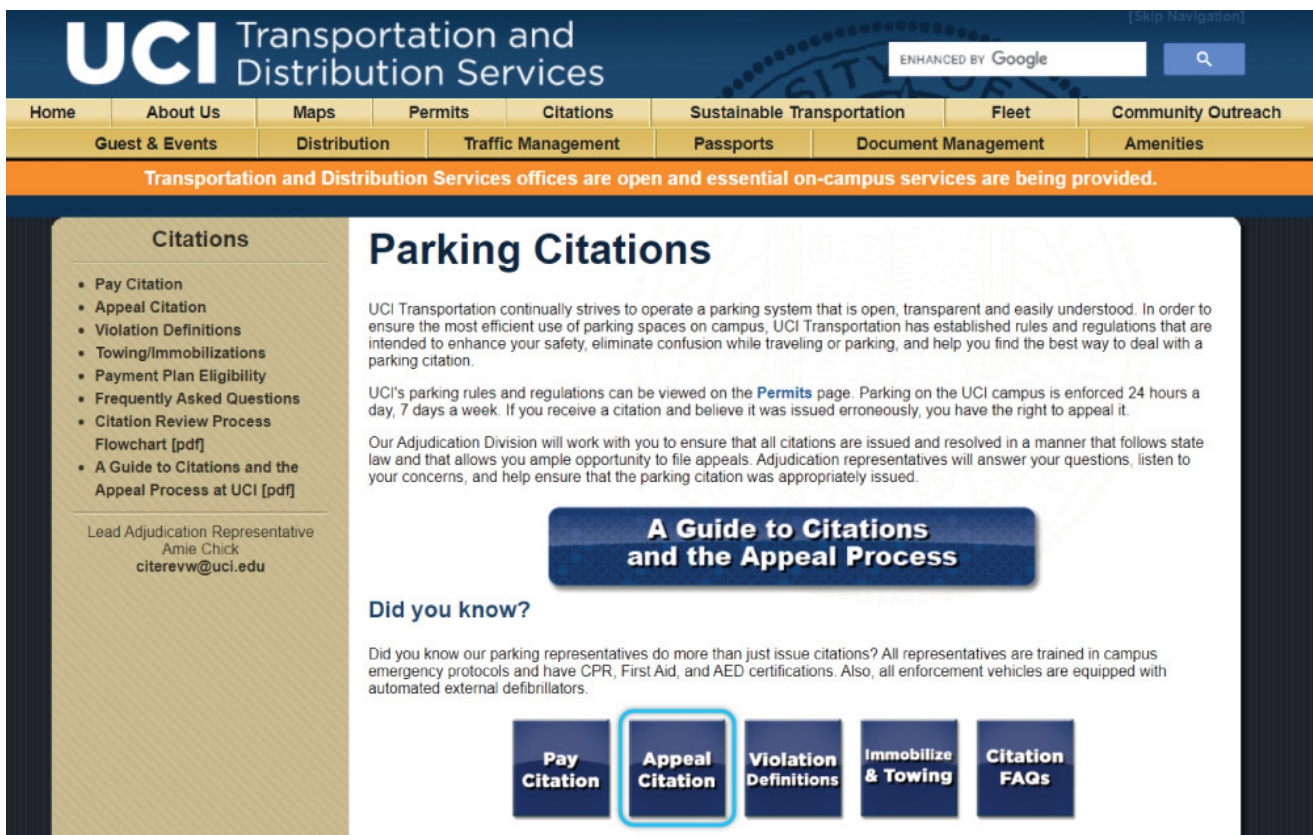 [Skip Navigation]
UCI Transportation and
Distribution Services
ENHANCED BY Google
Home About Us Maps Permits Citations Sustainable Transportation Fleet Community Outreach
Guest & Events Distribution Traffic Management Passports Document Management Amenities
Transportation and Distribution Services offices are open and essential on-campus services are being provided.
Citations
• Pay Citation
• Appeal Citation
• Violation Definitions
• Towing/Immobilizations
• Payment Plan Eligibility
• Frequently Asked Questions
• Citation Review Process
Flowchart [pdf]
• A Guide to Citations and the
Appeal Process at UCI [pdf]
Lead Adjudication Representative
Amie Chick
citerevw@uci.edu
Parking Citations
UCI Transportation continually strives to operate a parking system that is open, transparent and easily understood. In order to
ensure the most efficient use of parking spaces on campus, UCI Transportation has established rules and regulations that are
intended to enhance your safety, eliminate confusion while traveling or parking, and help you find the best way to deal with a
parking citation.
UCI's parking rules and regulations can be viewed on the Permits page. Parking on the UCI campus is enforced 24 hours a
day, 7 days a week. If you receive a citation and believe it was issued erroneously, you have the right to appeal it.
Our Adjudication Division will work with you to ensure that all citations are issued and resolved in a manner that follows state
law and that allows you ample opportunity to file appeals. Adjudication representatives will answer your questions, listen to
your concerns, and help ensure that the parking citation was appropriately issued.
A Guide to Citations
and the Appeal Process
Did you know?
Did you know our parking representatives do more than just issue citations? All representatives are trained in campus
emergency protocols and have CPR, First Aid, and AED certifications. Also, all enforcement vehicles are equipped with
automated external defibrillators.
Pay
Citation
Appeal
Citation
Violation
Definitions
Immobilize
& Towing
Citation
FAQs